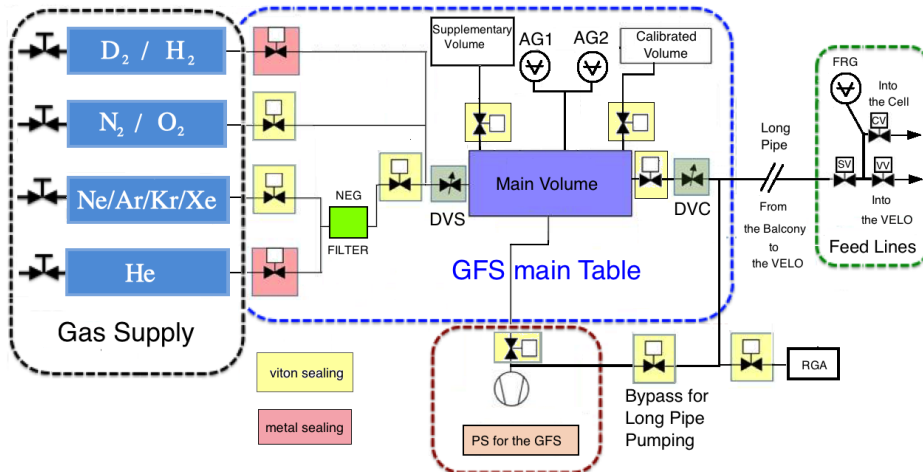 D2 / H2
N2 / O2
Ne/Ar/Kr/Xe
He
Gas Supply
NEG
FILTER
DVS
Supplementary
Volume
AG1
AG2
Calibrated
Volume
Main Volume
DVC
GFS main Table
Long
Pipe
From
the Balcony
to
the VELO
FRG
Into
the Cell
CV
SV
VV
Into
the VELO
Feed Lines
viton sealing
metal sealing
PS for the GFS
Bypass for
Long Pipe
Pumping
RGA